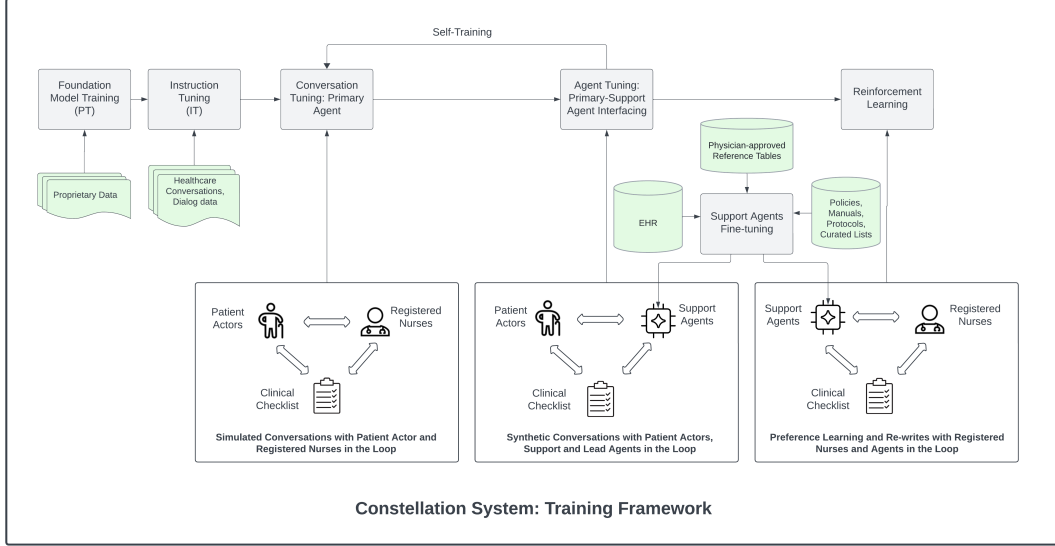 Self-Training
Foundation
Model Training
(PT)
Instruction
Tuning
(IT)
Conversation
Tuning: Primary
Agent
Agent Tuning:
Primary-Support
Agent Interfacing
Reinforcement
Learning
Proprietary Data
Healthcare
Conversations,
Dialog data
Physician-approved
Reference Tables
EHR
Support Agents
Fine-tuning
Policies,
Manuals,
Protocols,
Curated Lists
Patient
Actors
Registered
Nurses
Clinical
Checklist
Simulated Conversations with Patient Actor and
Registered Nurses in the Loop
Patient
Actors
Support
Agents
Clinical
Checklist
Synthetic Conversations with Patient Actors,
Support and Lead Agents in the Loop
Support
Agents
Registered
Nurses
Clinical
Checklist
Preference Learning and Re-writes with Registered
Nurses and Agents in the Loop
Constellation System: Training Framework